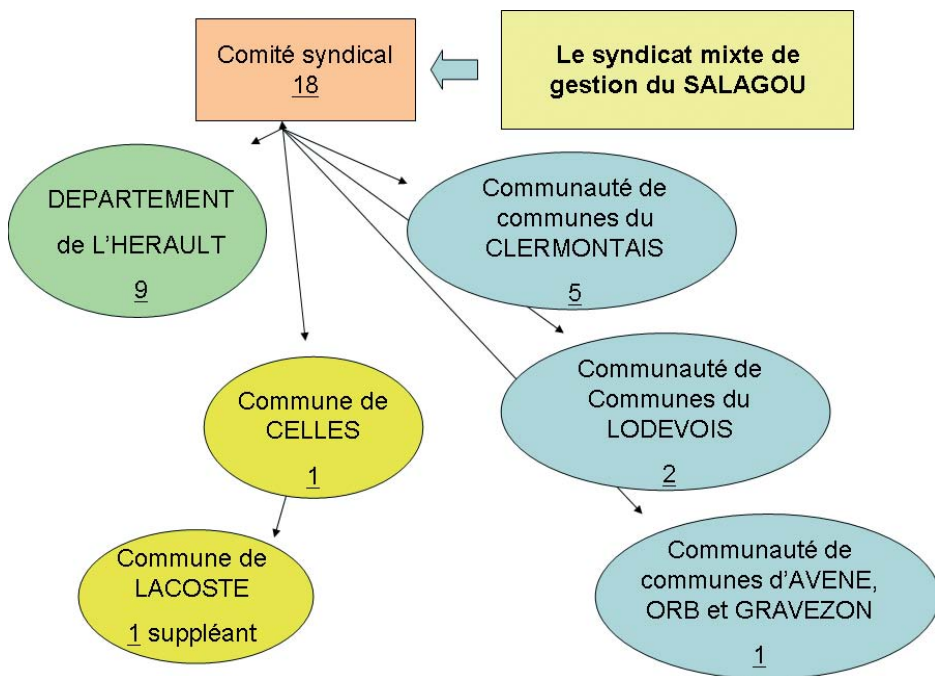 Comité syndical
18
Le syndicat mixte de
gestion du SALAGOU
DEPARTEMENT
de L'HERAULT
9
Communauté de
communes du
CLERMONTAIS
5
Commune de
CELLES
1
Communauté de
Communes du
LODEVOIS
2
Commune de
LACOSTE
1 suppléant
Communauté de
communes d'AVENE,
ORB et GRAVEZON
1